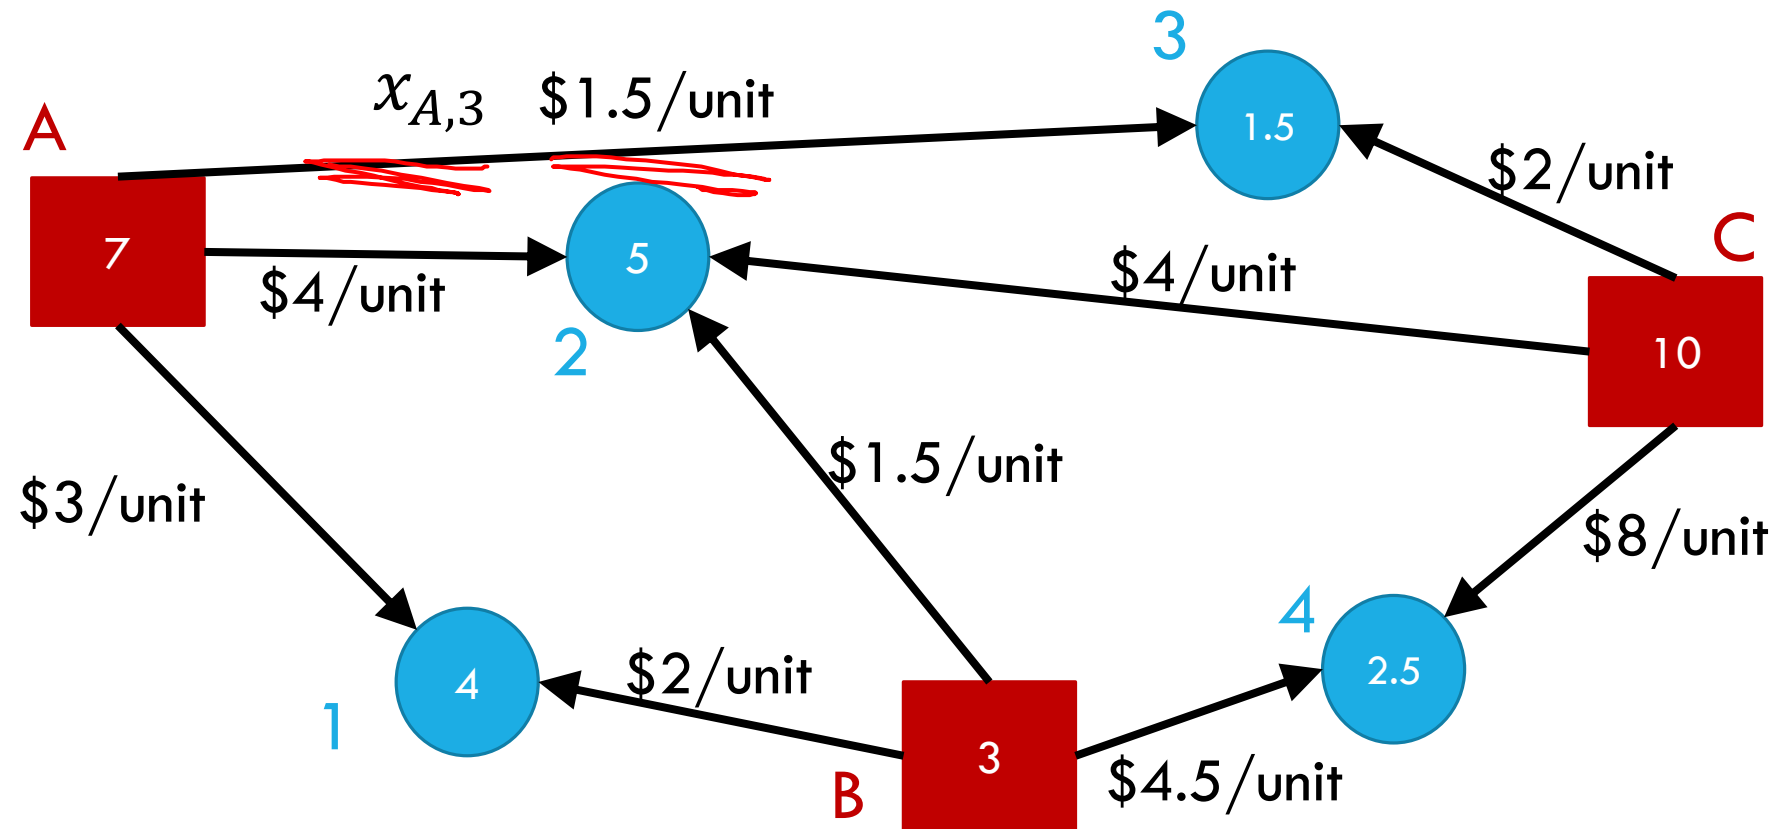 3
x_{A,3} $1.5/unit
A
1.5
$2/unit
C
7
5
$4/unit
$4/unit
2
10
$1.5/unit
$3/unit
$8/unit
4
4
$2/unit
2.5
1
3
B
$4.5/unit